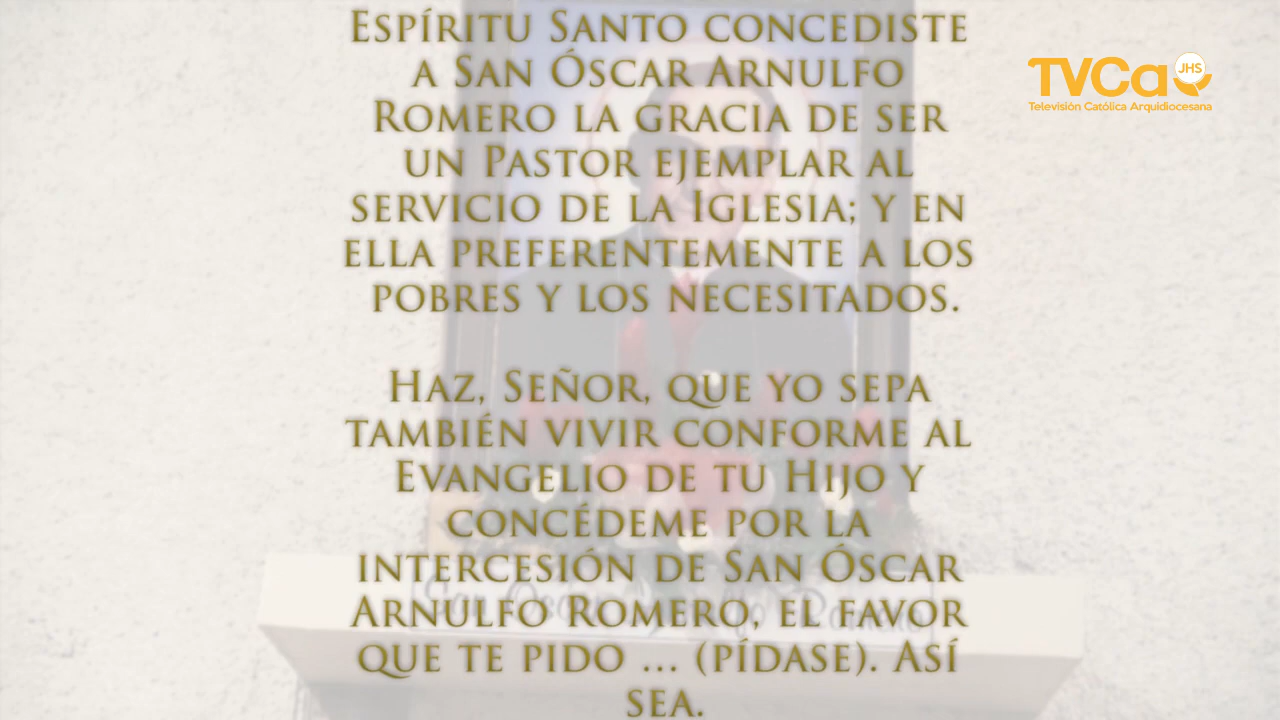 Espíritu Santo concediste
a San Óscar Arnulfo
Romero la gracia de ser
un Pastor ejemplar al
servicio de la Iglesia; y en
ella preferentemente a los
pobres y los necesitados.
Haz, Señor, que yo sepa
también vivir conforme al
Evangelio de tu Hijo y
concédeme por la
intercesión de San Óscar
Arnulfo Romero, el favor
que te pido ... (pídase). Así
sea.
TVCa
JHS
Televisión Católica Arquidiocesana